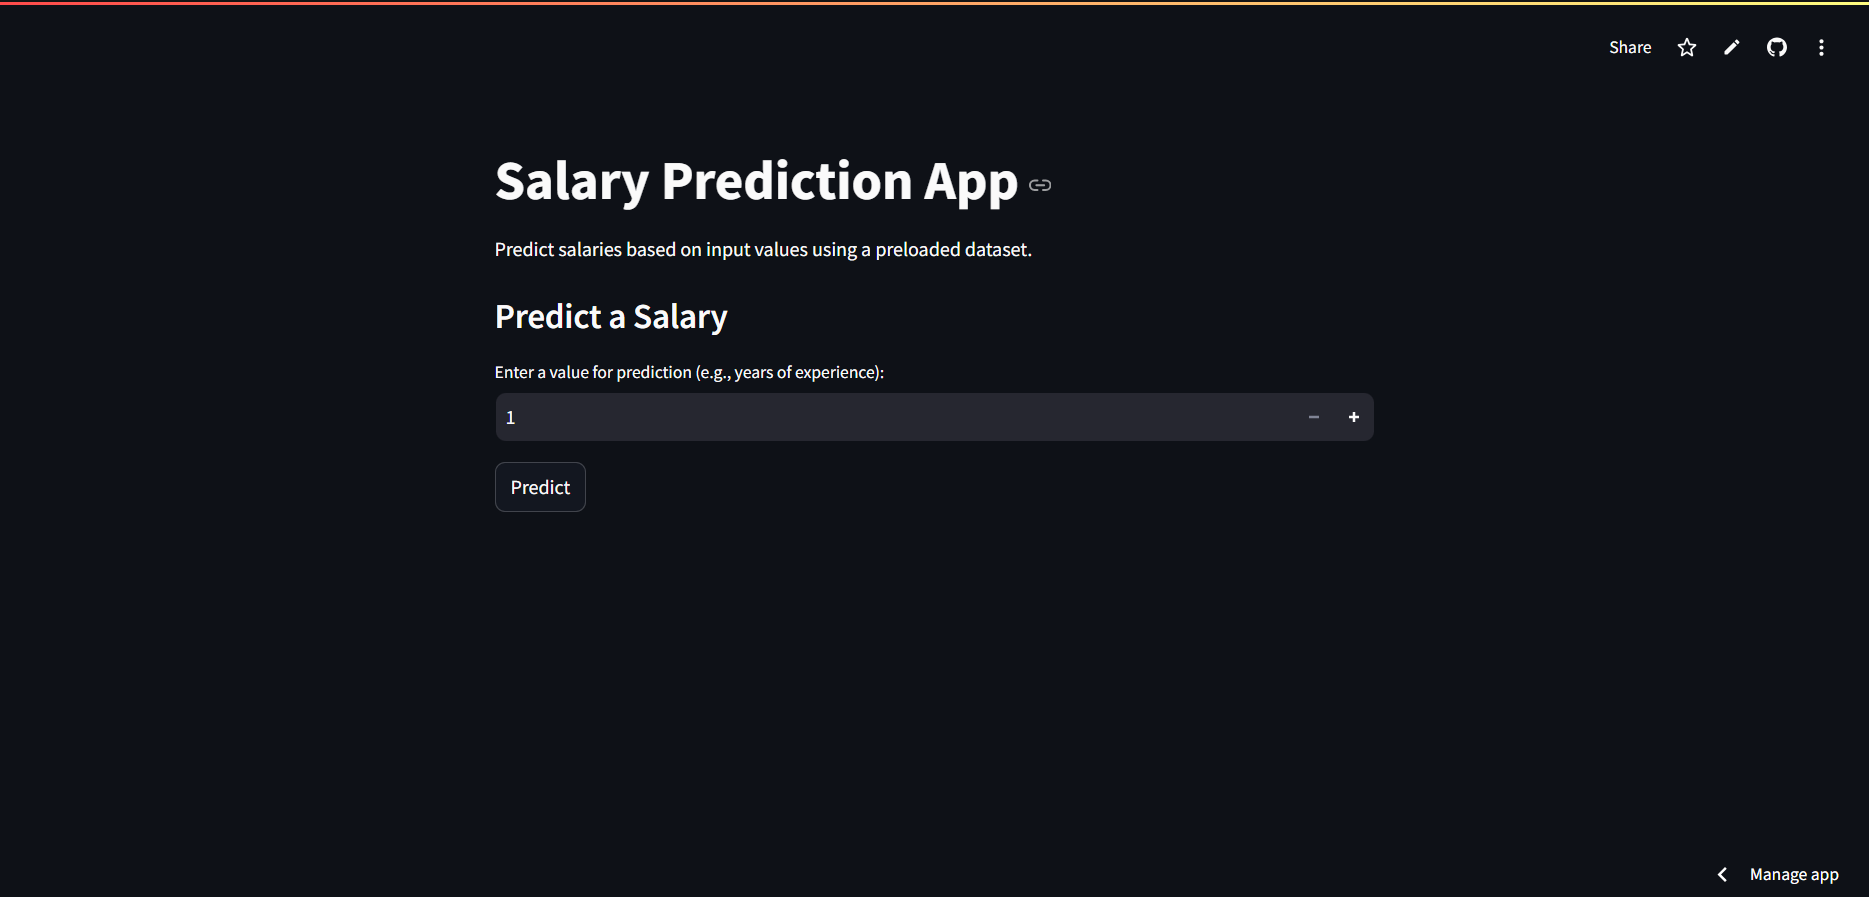 Share
Salary Prediction App
Predict salaries based on input values using a preloaded dataset.
Predict a Salary
Enter a value for prediction (e.g., years of experience):
1
Predict
Manage app